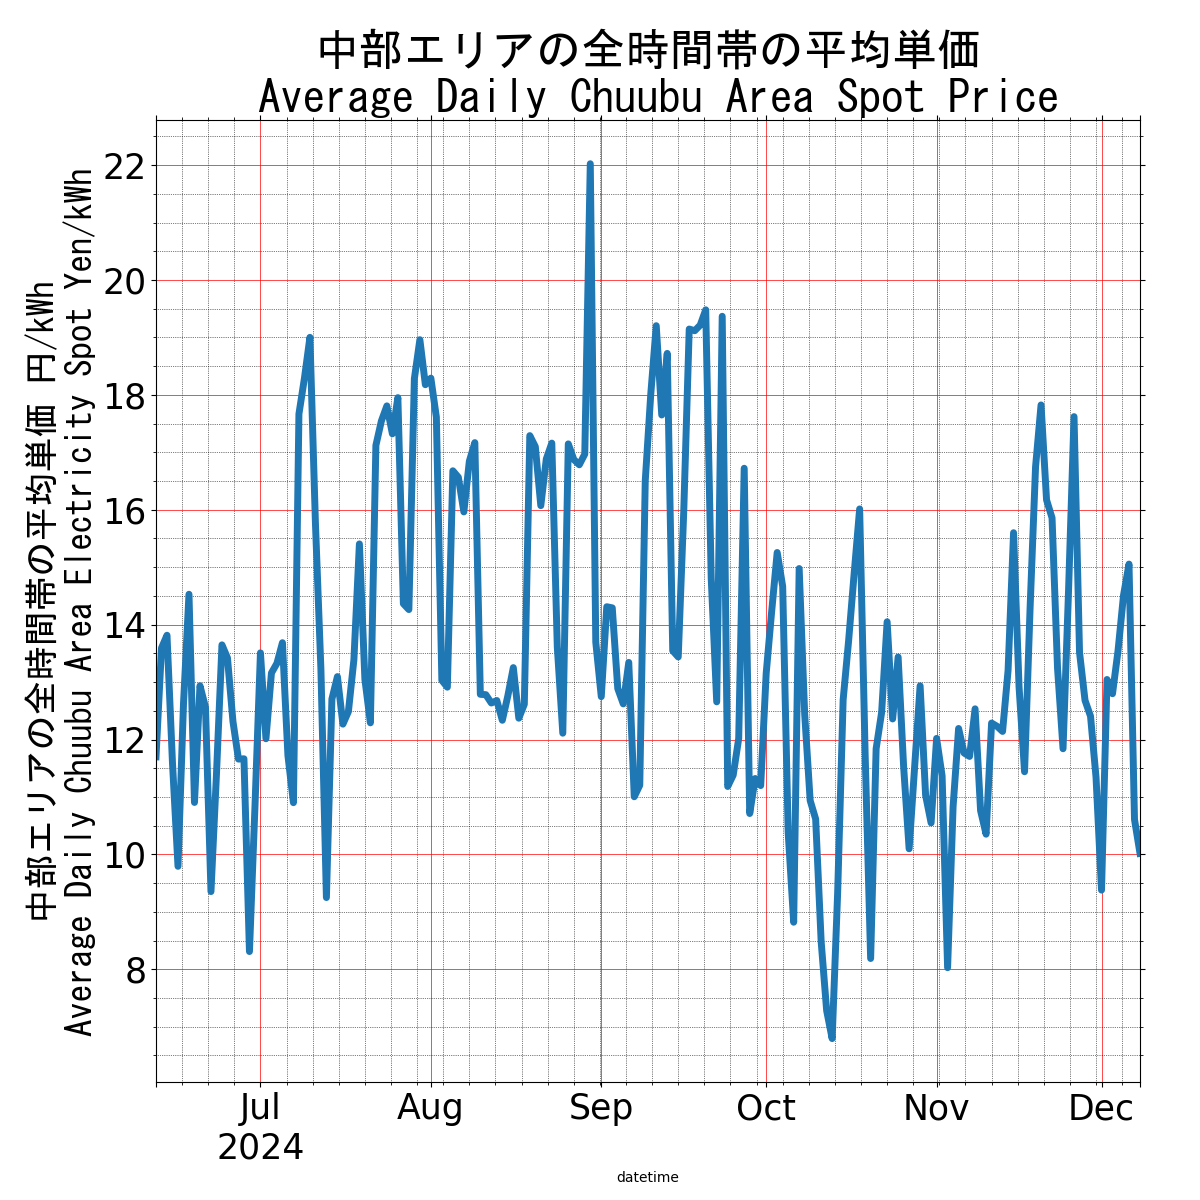 中部エリアの全時間帯の平均単価
Average Daily Chuubu Area Spot Price
中部エリアの全時間帯の平均単価 円/kWh
Average Daily Chuubu Area Electricity Spot Yen/kWh
22
20
18
16
14
12
10
8
Jul
2024
Aug
Sep
Oct
Nov
Dec
datetime